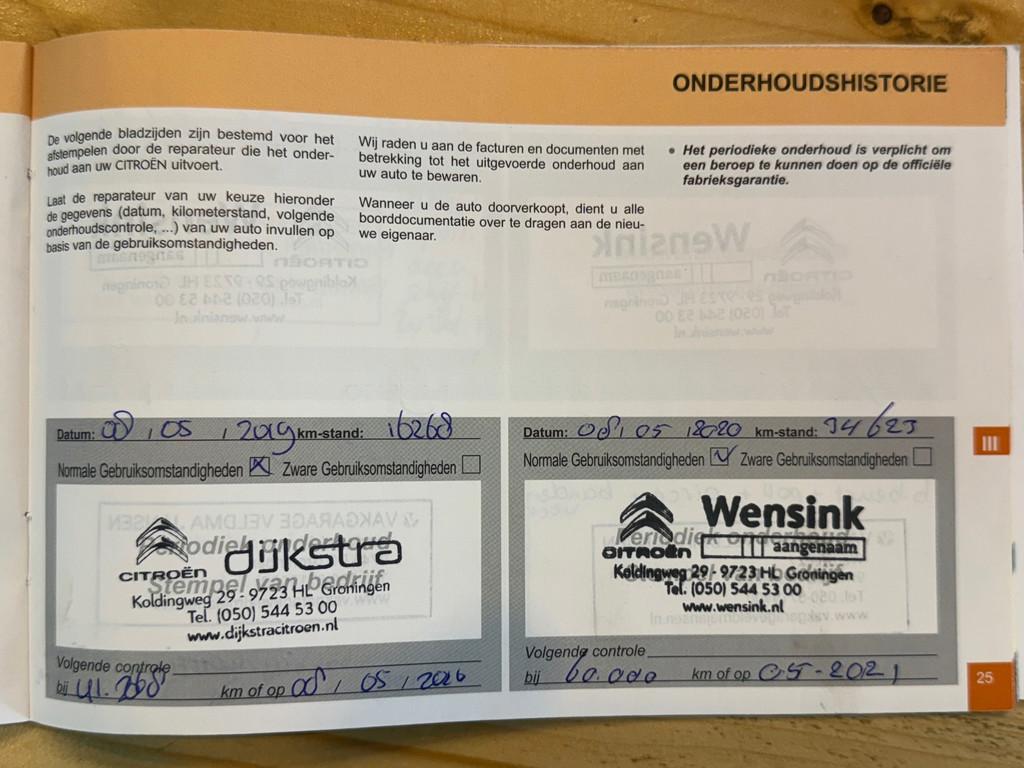 ONDERHOUDSHISTORIE
De volgende bladzijden zijn bestemd voor het
afstempelen door de reparateur die het onder-
houd aan uw CITROËN uitvoert.
Laat de reparateur van uw keuze hieronder
de gegevens (datum, kilometerstand, volgende
onderhoudscontrole, ...) van uw auto invullen op
basis van de gebruiksomstandigheden.
Wij raden u aan de facturen en documenten met
betrekking tot het uitgevoerde onderhoud aan
uw auto te bewaren.
Wanneer u de auto doorverkoopt, dient u alle
boorddocumentatie over te dragen aan de nieu-
we eigenaar.
• Het periodieke onderhoud is verplicht om
een beroep te kunnen doen op de officiële
fabrieksgarantie.
Datum: 08 / 05 / 2019 km-stand: 16268
Normale Gebruiksomstandigheden Zware Gebruiksomstandigheden
Periodiek onderhoud
dijkstra
CITROËN
Stempel van bedrijf
Koldingweg 29 - 9723 HL Groningen
Tel. (050) 544 53 00
www.dijkstracitroen.nl
Volgende controle
bij 41.268 km of op 08 / 05 / 2020
Datum: 08 / 05 / 2020 km-stand: 34623
Normale Gebruiksomstandigheden Zware Gebruiksomstandigheden
Wensink
Periodiek onderhoud
CITROËN aangenaam
Koldingweg 29 - 9723 HL Groningen
Tel. (050) 544 53 00
www.wensink.nl
Volgende controle
bij 60.000 km of op 05-2021
III
25